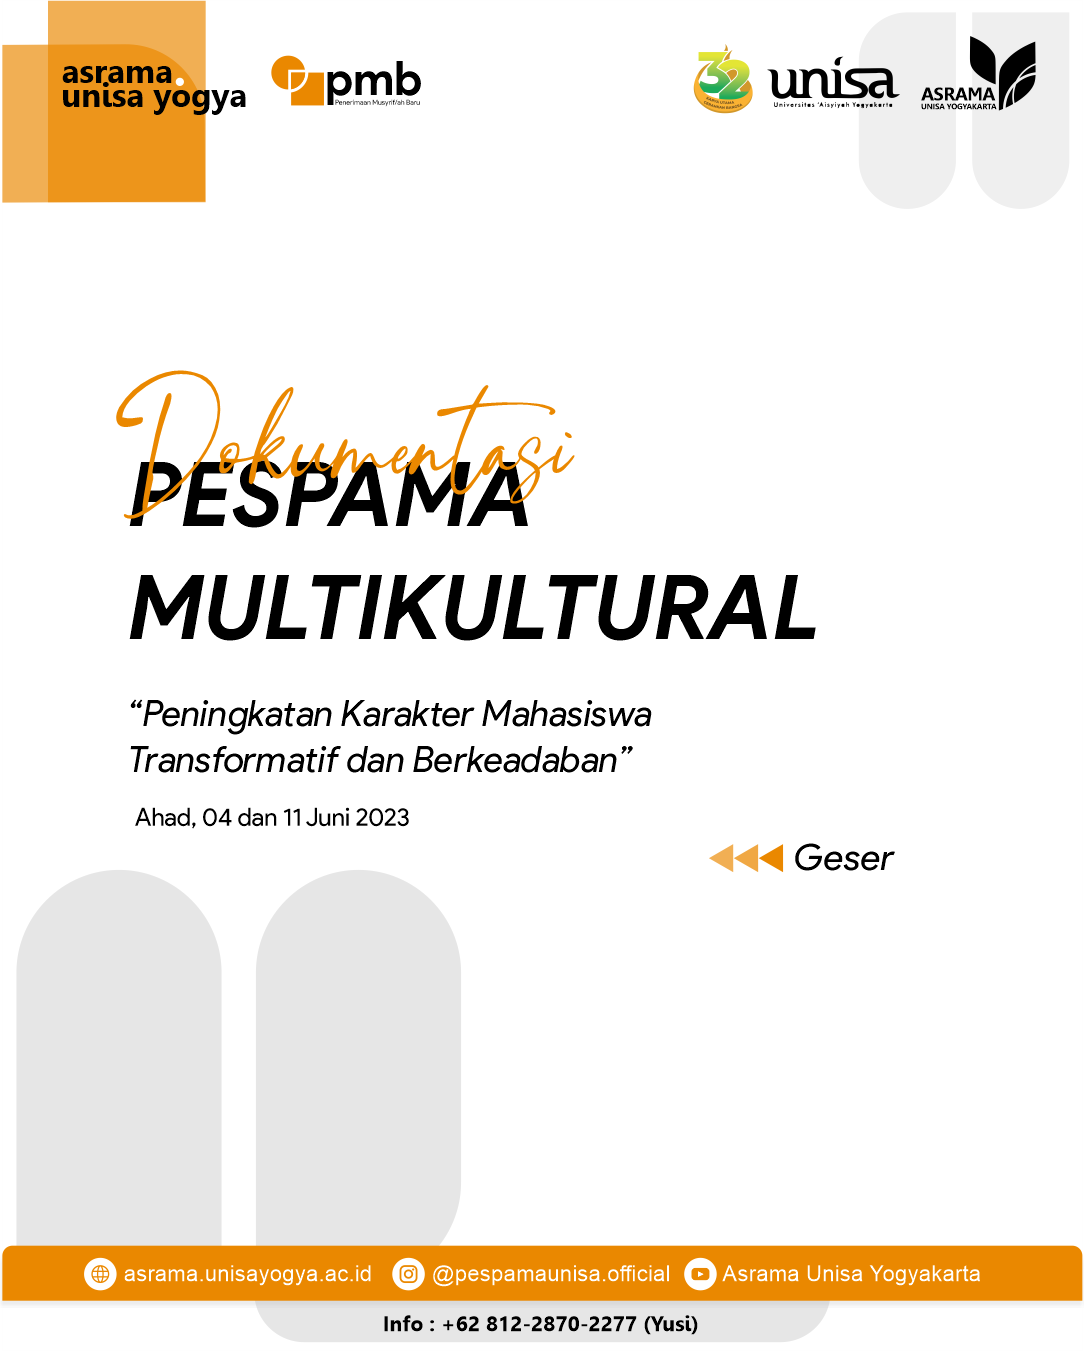 asrama
unisa yogya
pmb
Penerimaan Musyrif/ah Baru
32
unisa
Universitas 'Aisyiyah Yogyakarta
ASRAMA
UNISA YOGYAKARTA
Dokumentasi
PESPAMA
MULTIKULTURAL
“Peningkatan Karakter Mahasiswa
Transformatif dan Berkeadaban”
Ahad, 04 dan 11 Juni 2023
Geser
asrama.unisayogya.ac.id
@pespamaunisa.official
Asrama Unisa Yogyakarta
Info : +62 812-2870-2277 (Yusi)